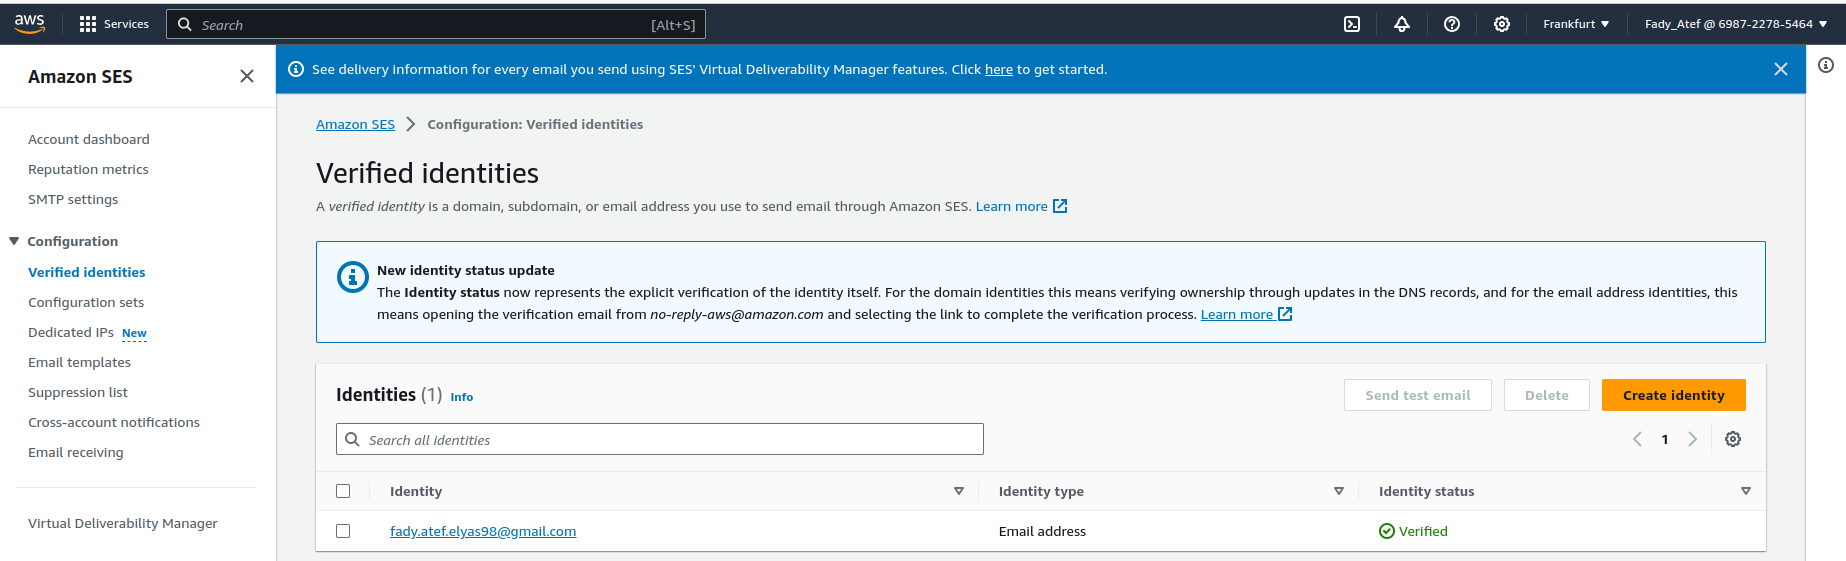 aws
Services
Search
[Alt+S]
Frankfurt
Fady_Atef @ 6987-2278-5464
Amazon SES
See delivery information for every email you send using SES' Virtual Deliverability Manager features. Click here to get started.
Account dashboard
Reputation metrics
SMTP settings
Configuration
Verified identities
Configuration sets
Dedicated IPs New
Email templates
Suppression list
Cross-account notifications
Email receiving
Virtual Deliverability Manager
Amazon SES > Configuration: Verified identities
Verified identities
A verified identity is a domain, subdomain, or email address you use to send email through Amazon SES. Learn more
New identity status update
The Identity status now represents the explicit verification of the identity itself. For the domain identities this means verifying ownership through updates in the DNS records, and for the email address identities, this
means opening the verification email from no-reply-aws@amazon.com and selecting the link to complete the verification process. Learn more
Identities (1) Info
Send test email
Delete
Create identity
Search all identities
1
Identity
Identity type
Identity status
fady.atef.elyas98@gmail.com
Email address
Verified